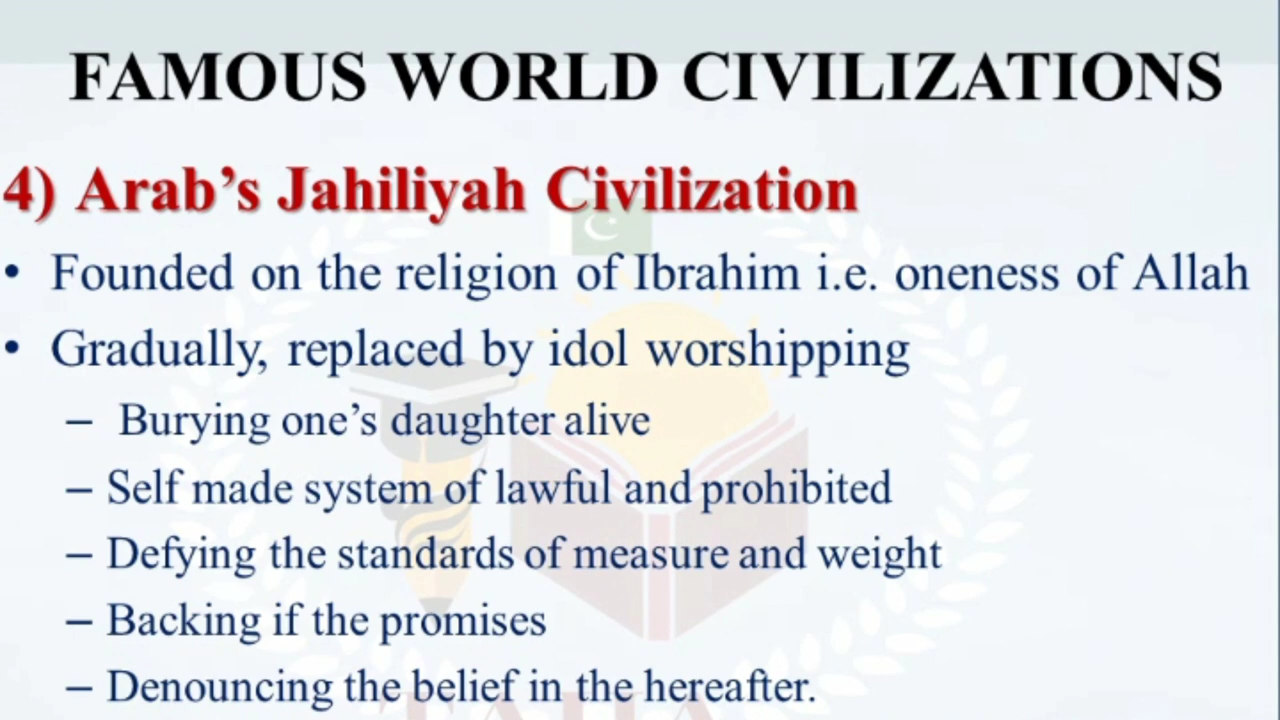 FAMOUS WORLD CIVILIZATIONS
4) Arab’s Jahiliyah Civilization
• Founded on the religion of Ibrahim i.e. oneness of Allah
• Gradually, replaced by idol worshipping
– Burying one’s daughter alive
– Self made system of lawful and prohibited
– Defying the standards of measure and weight
– Backing if the promises
– Denouncing the belief in the hereafter.